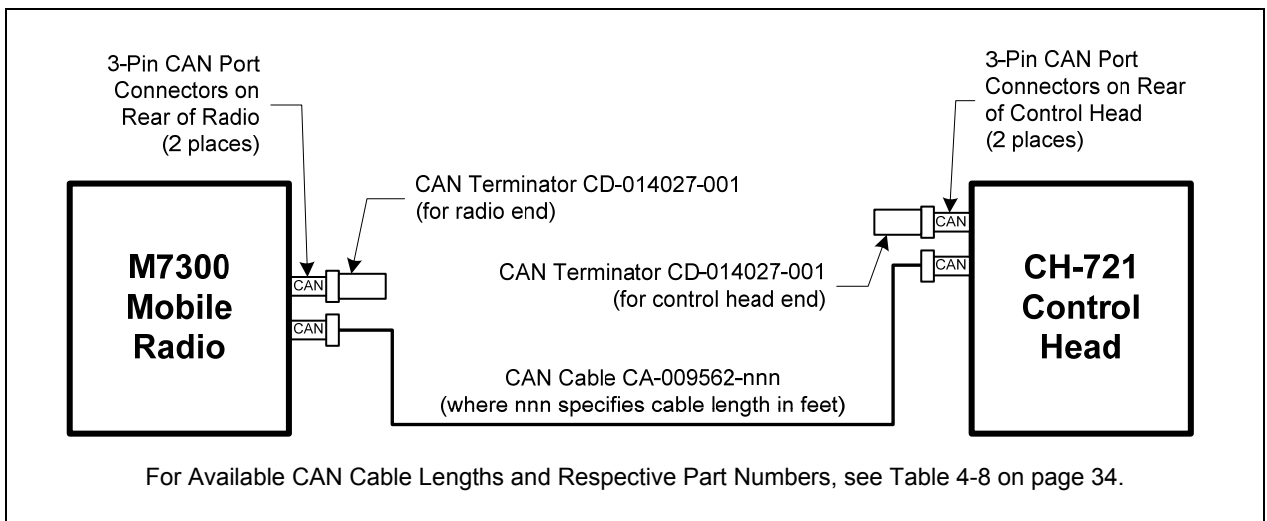 3-Pin CAN Port
Connectors on
Rear of Radio
(2 places)
3-Pin CAN Port
Connectors on Rear
of Control Head
(2 places)
CAN Terminator CD-014027-001
(for radio end)
CAN
CAN
M7300
Mobile
Radio
CAN
CAN
CAN Terminator CD-014027-001
(for control head end)
CH-721
Control
Head
CAN Cable CA-009562-nnn
(where nnn specifies cable length in feet)
For Available CAN Cable Lengths and Respective Part Numbers, see Table 4-8 on page 34.